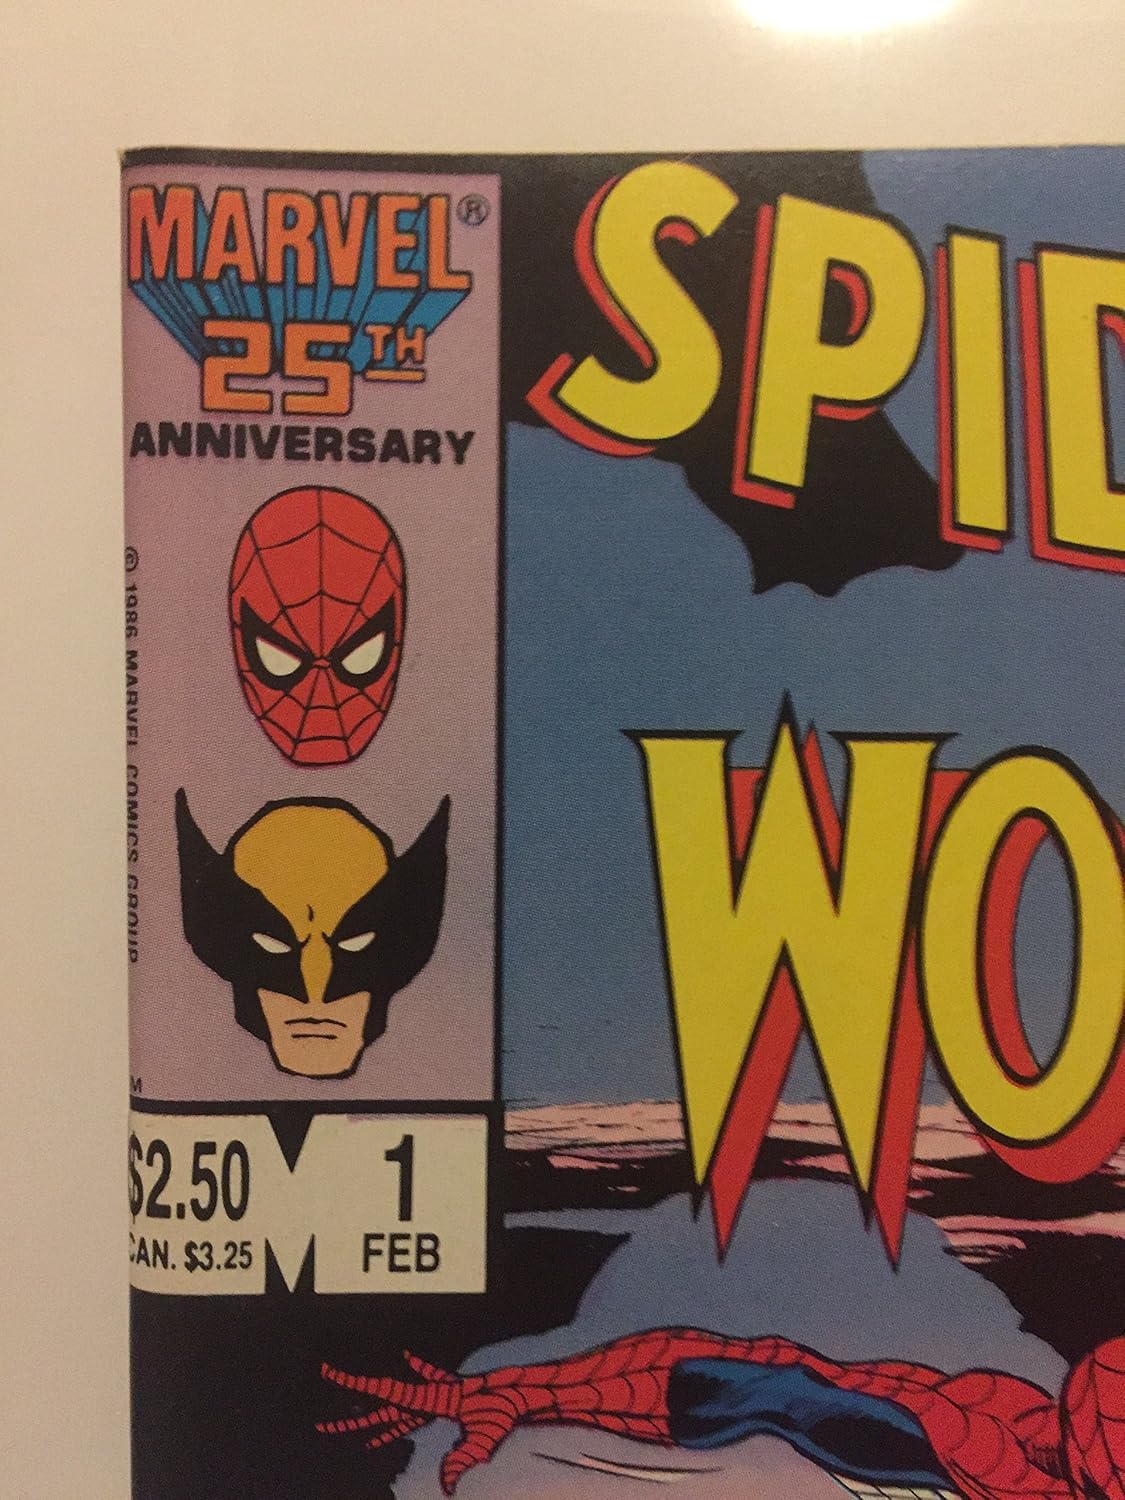 MARVEL®
25TH
ANNIVERSARY
© 1986 MARVEL COMICS GROUP
$2.50
CAN. $3.25
1
FEB
SPID
WO